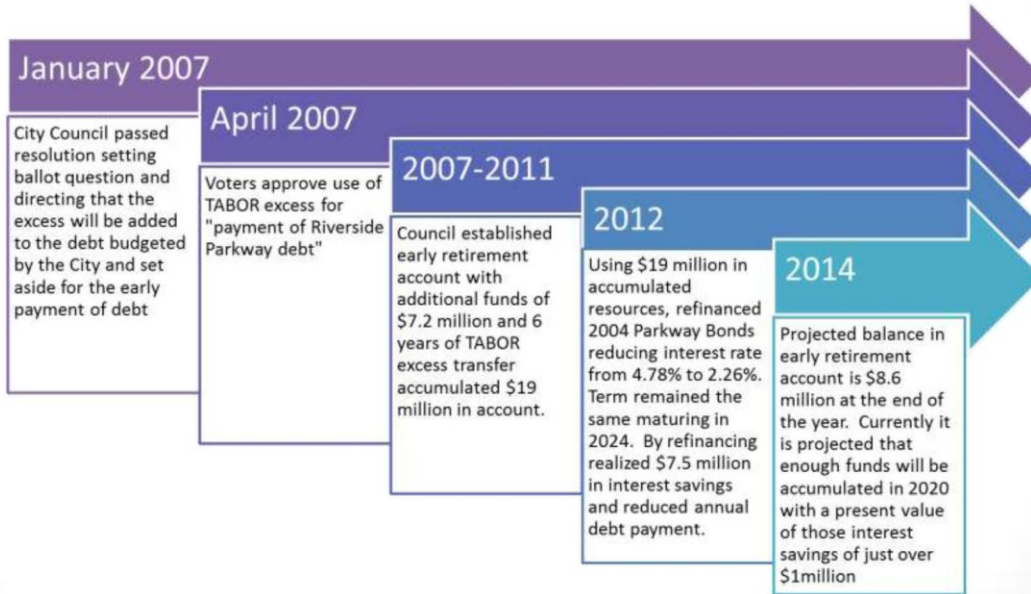 January 2007
City Council passed
resolution setting
ballot question and
directing that the
excess will be added
to the debt budgeted
by the City and set
aside for the early
payment of debt
April 2007
Voters approve use of
TABOR excess for
"payment of Riverside
Parkway debt"
2007-2011
Council established
early retirement
account with
additional funds of
$7.2 million and 6
years of TABOR
excess transfer
accumulated $19
million in account.
2012
Using $19 million in
accumulated
resources, refinanced
2004 Parkway Bonds
reducing interest rate
from 4.78% to 2.26%.
Term remained the
same maturing in
2024. By refinancing
realized $7.5 million
in interest savings
and reduced annual
debt payment.
2014
Projected balance in
early retirement
account is $8.6
million at the end of
the year. Currently it
is projected that
enough funds will be
accumulated in 2020
with a present value
of those interest
savings of just over
$1million